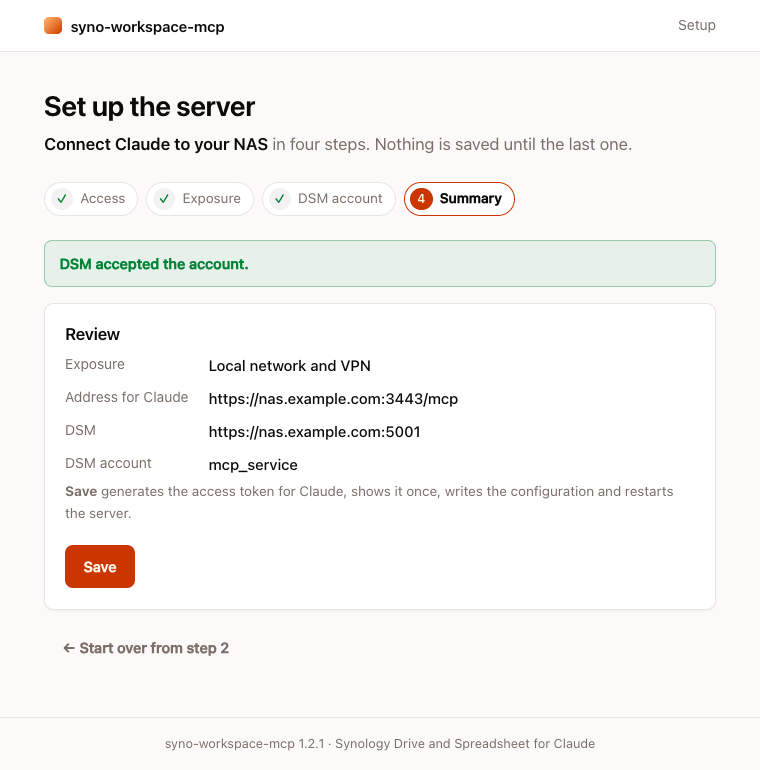 syno-workspace-mcp
Setup
Set up the server
Connect Claude to your NAS in four steps. Nothing is saved until the last one.
✓ Access
✓ Exposure
✓ DSM account
4 Summary
DSM accepted the account.
Review
Exposure Local network and VPN
Address for Claude https://nas.example.com:3443/mcp
DSM https://nas.example.com:5001
DSM account mcp_service
Save generates the access token for Claude, shows it once, writes the configuration and restarts
the server.
Save
← Start over from step 2
syno-workspace-mcp 1.2.1 · Synology Drive and Spreadsheet for Claude